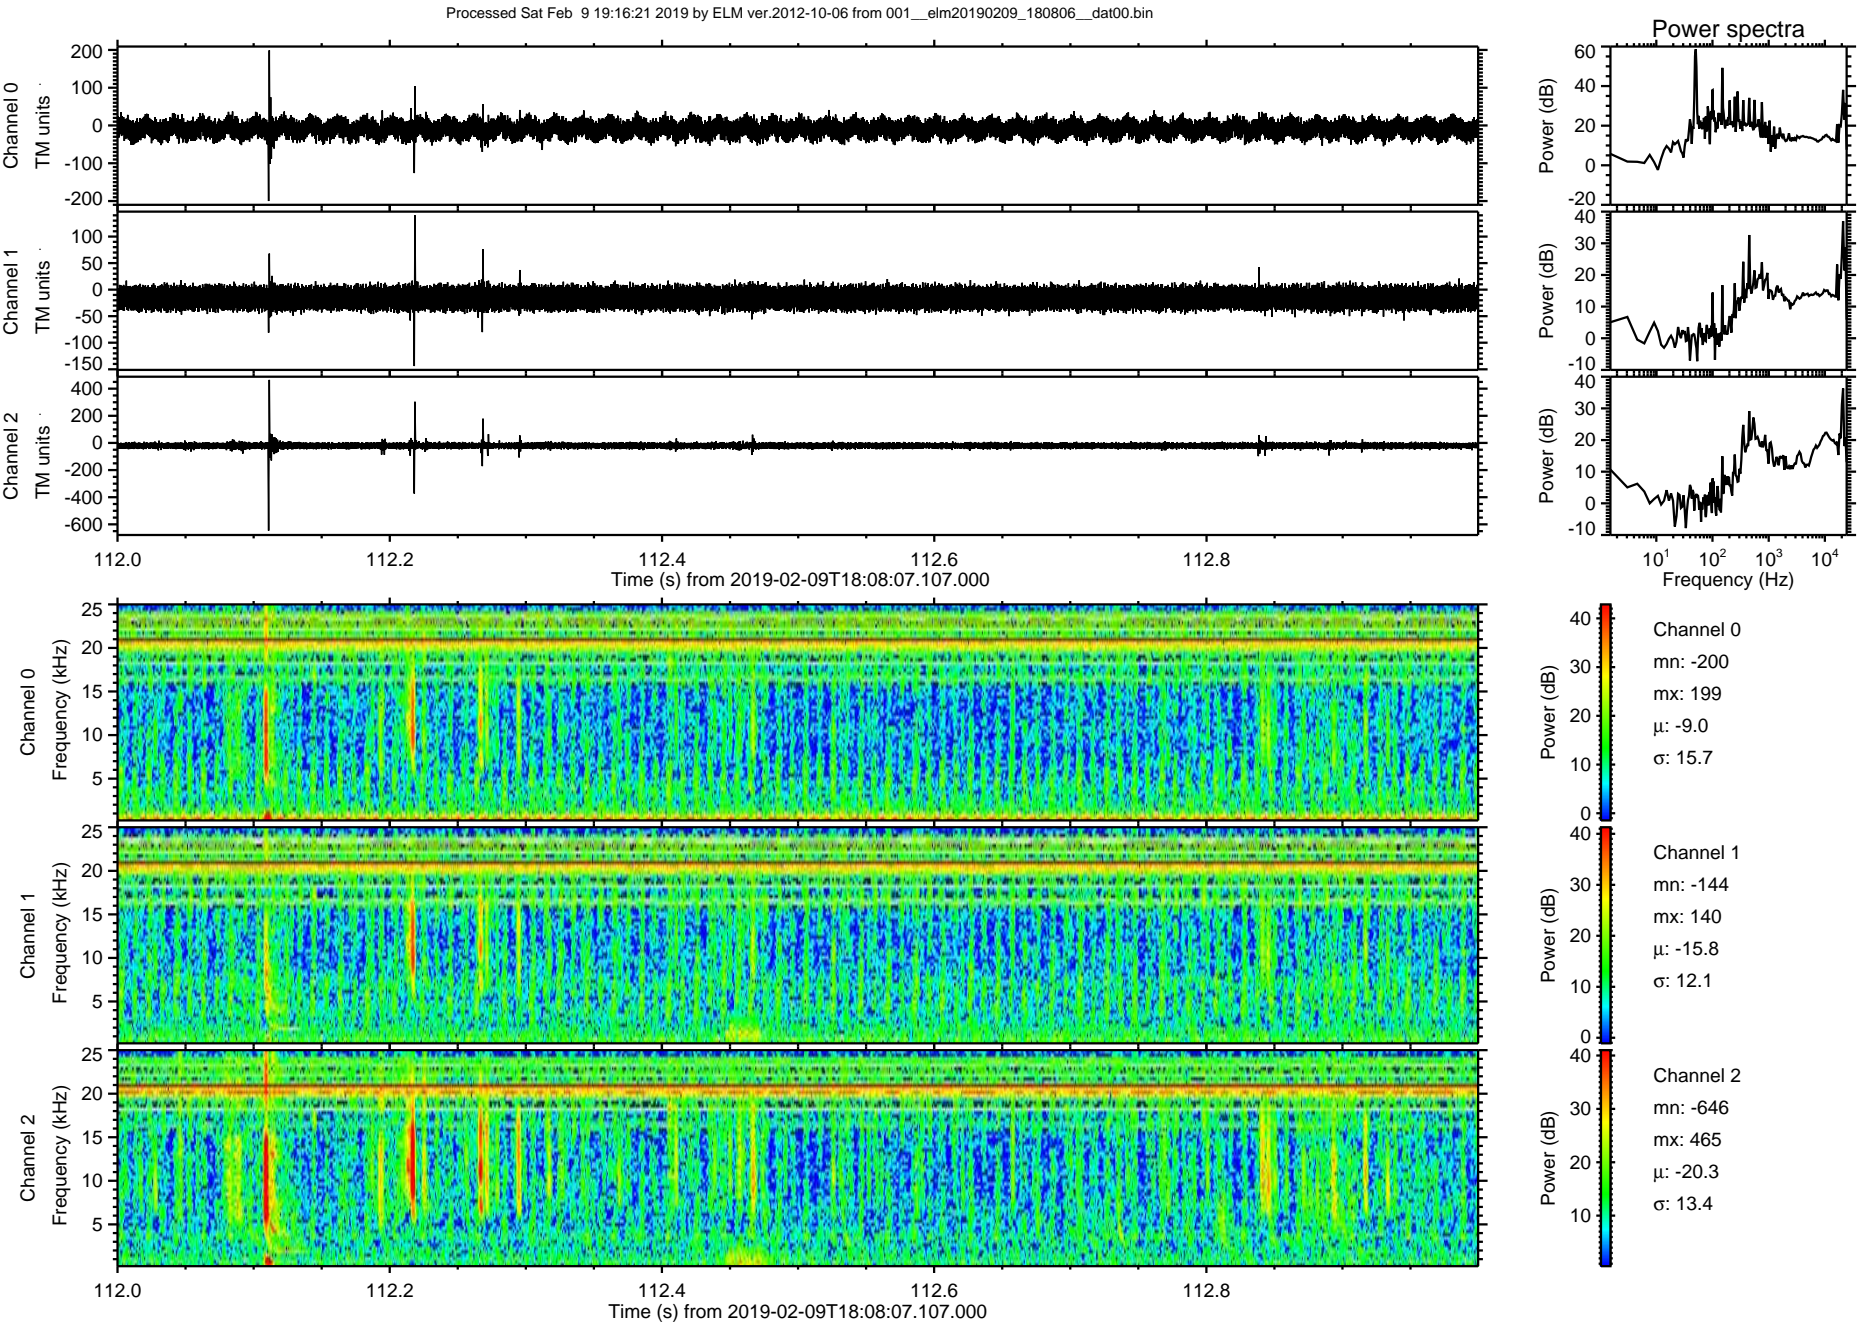 Processed Sat Feb  9 19:16:21 2019 by ELM ver.2012-10-06 from 001__elm20190209_180806__dat00.bin
Power spectra
Channel 0
TM units
200
100
0
-100
-200
Power (dB)
60
40
20
0
-20
Channel 1
TM units
100
50
0
-50
-100
-150
Power (dB)
40
30
20
10
0
-10
Channel 2
TM units
400
200
0
-200
-400
-600
Power (dB)
40
30
20
10
0
-10
112.0 112.2 112.4 112.6 112.8
Time (s) from 2019-02-09T18:08:07.107.000
10¹ 10² 10³ 10⁴
Frequency (Hz)
Channel 0
Frequency (kHz)
25
20
15
10
5
Power (dB)
40
30
20
10
0
Channel 0
mn: -200
mx: 199
µ: -9.0
σ: 15.7
Channel 1
Frequency (kHz)
25
20
15
10
5
Power (dB)
40
30
20
10
0
Channel 1
mn: -144
mx: 140
µ: -15.8
σ: 12.1
Channel 2
Frequency (kHz)
25
20
15
10
5
Power (dB)
40
30
20
10
Channel 2
mn: -646
mx: 465
µ: -20.3
σ: 13.4
112.0 112.2 112.4 112.6 112.8
Time (s) from 2019-02-09T18:08:07.107.000